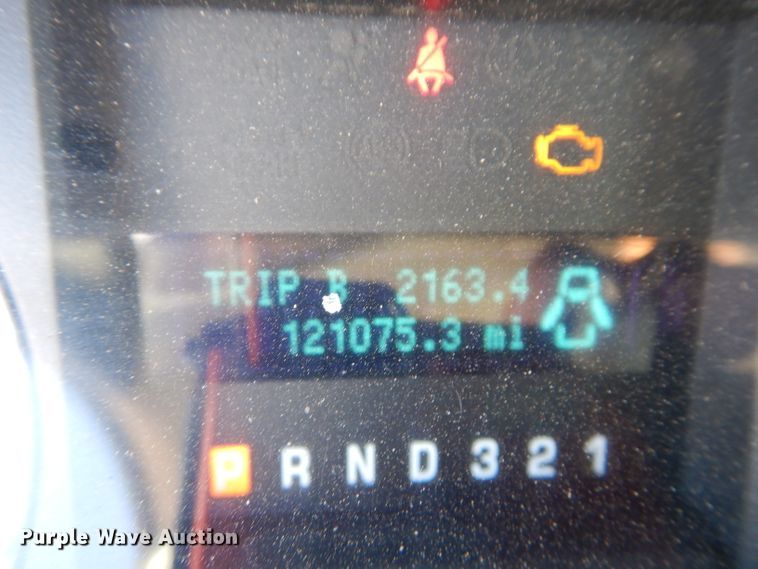 TRIP B 2163.4
121075.3 mi
P R N D 3 2 1
Purple Wave Auction